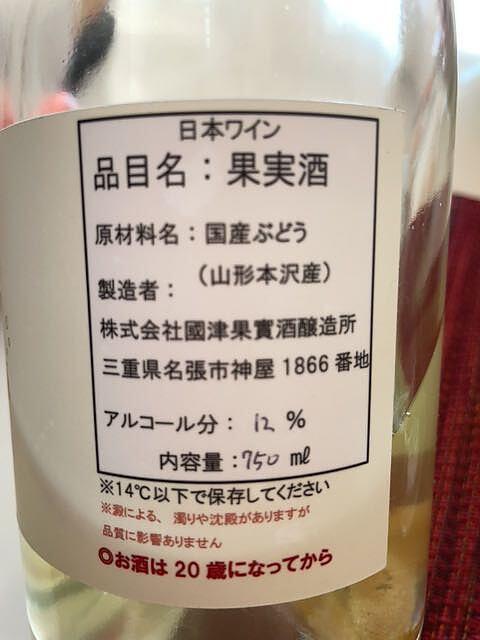 日本ワイン
品目名：果実酒
原材料名：国産ぶどう
（山形本沢産）
製造者：
株式会社國津果實酒醸造所
三重県名張市神屋 1866 番地
アルコール分： 12 %
内容量：750 ㎖
※14℃以下で保存してください
※澱による、濁りや沈殿がありますが
品質に影響ありません
◎お酒は 20 歳になってから